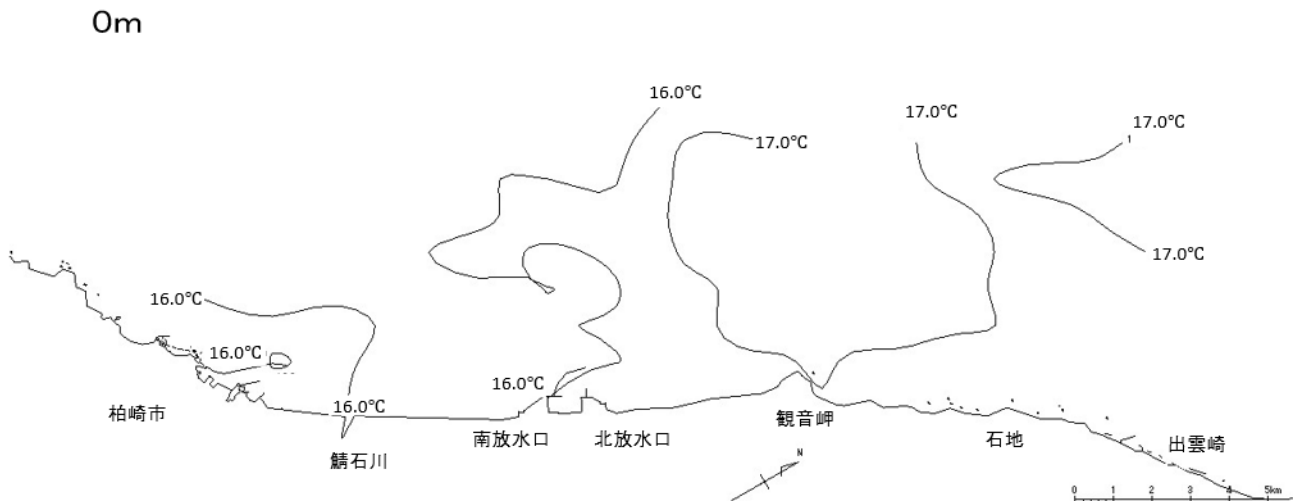 0m
16.0℃
17.0℃
17.0℃
17.0℃
17.0℃
16.0℃
16.0℃
16.0℃
16.0℃
柏崎市
鯖石川
南放水口
北放水口
観音岬
石地
出雲崎
N
0 1 2 3 4 5km